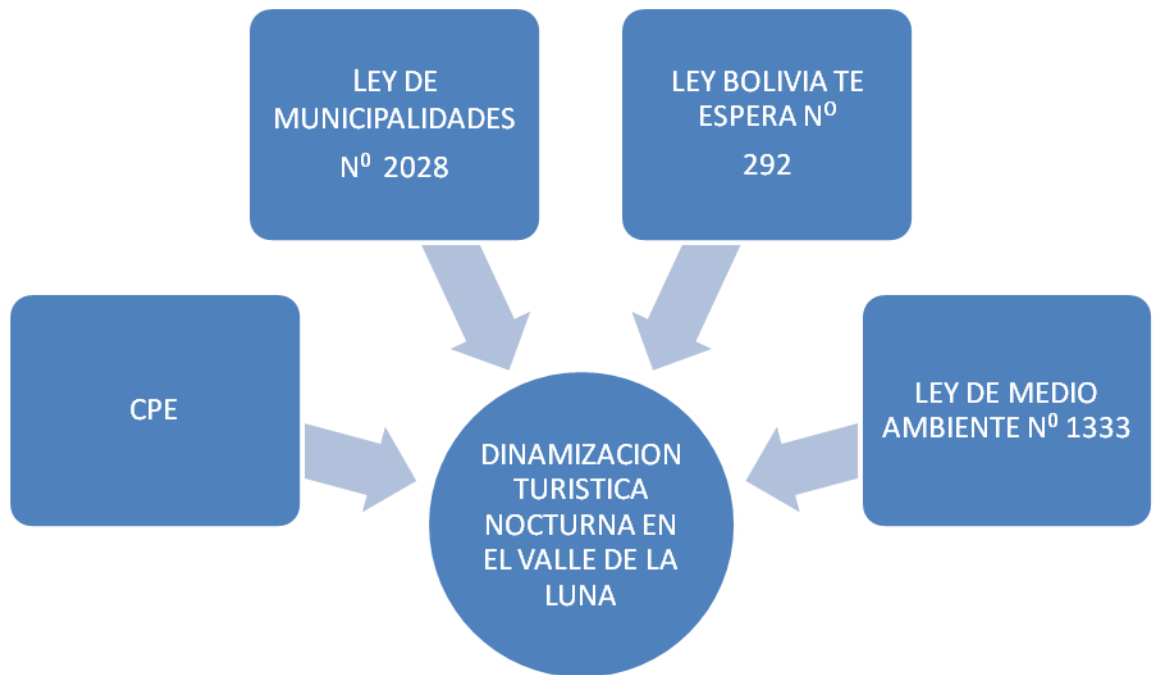 LEY DE
MUNICIPALIDADES
Nº 2028
LEY BOLIVIA TE
ESPERA Nº
292
CPE
LEY DE MEDIO
AMBIENTE Nº 1333
DINAMIZACION
TURISTICA
NOCTURNA EN
EL VALLE DE LA
LUNA